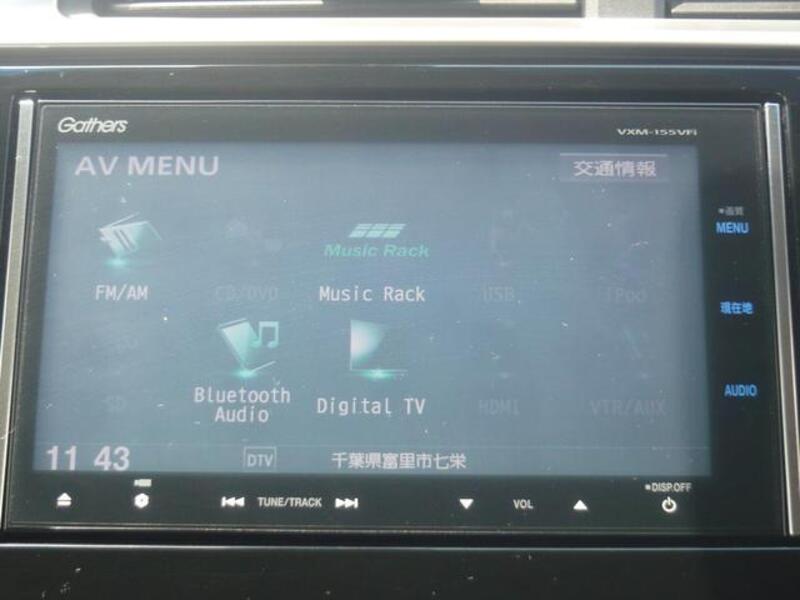 Gathers
VXM-155VFi
AV MENU
交通情報
●画質
MENU
FM/AM
CD/DVD
Music Rack
Music Rack
USB
iPod
現在地
SD
Bluetooth
Audio
Digital TV
HDMI
VTR/AUX
AUDIO
11 43
DTV
千葉県富里市七栄
TUNE/TRACK
VOL
●DISP.OFF